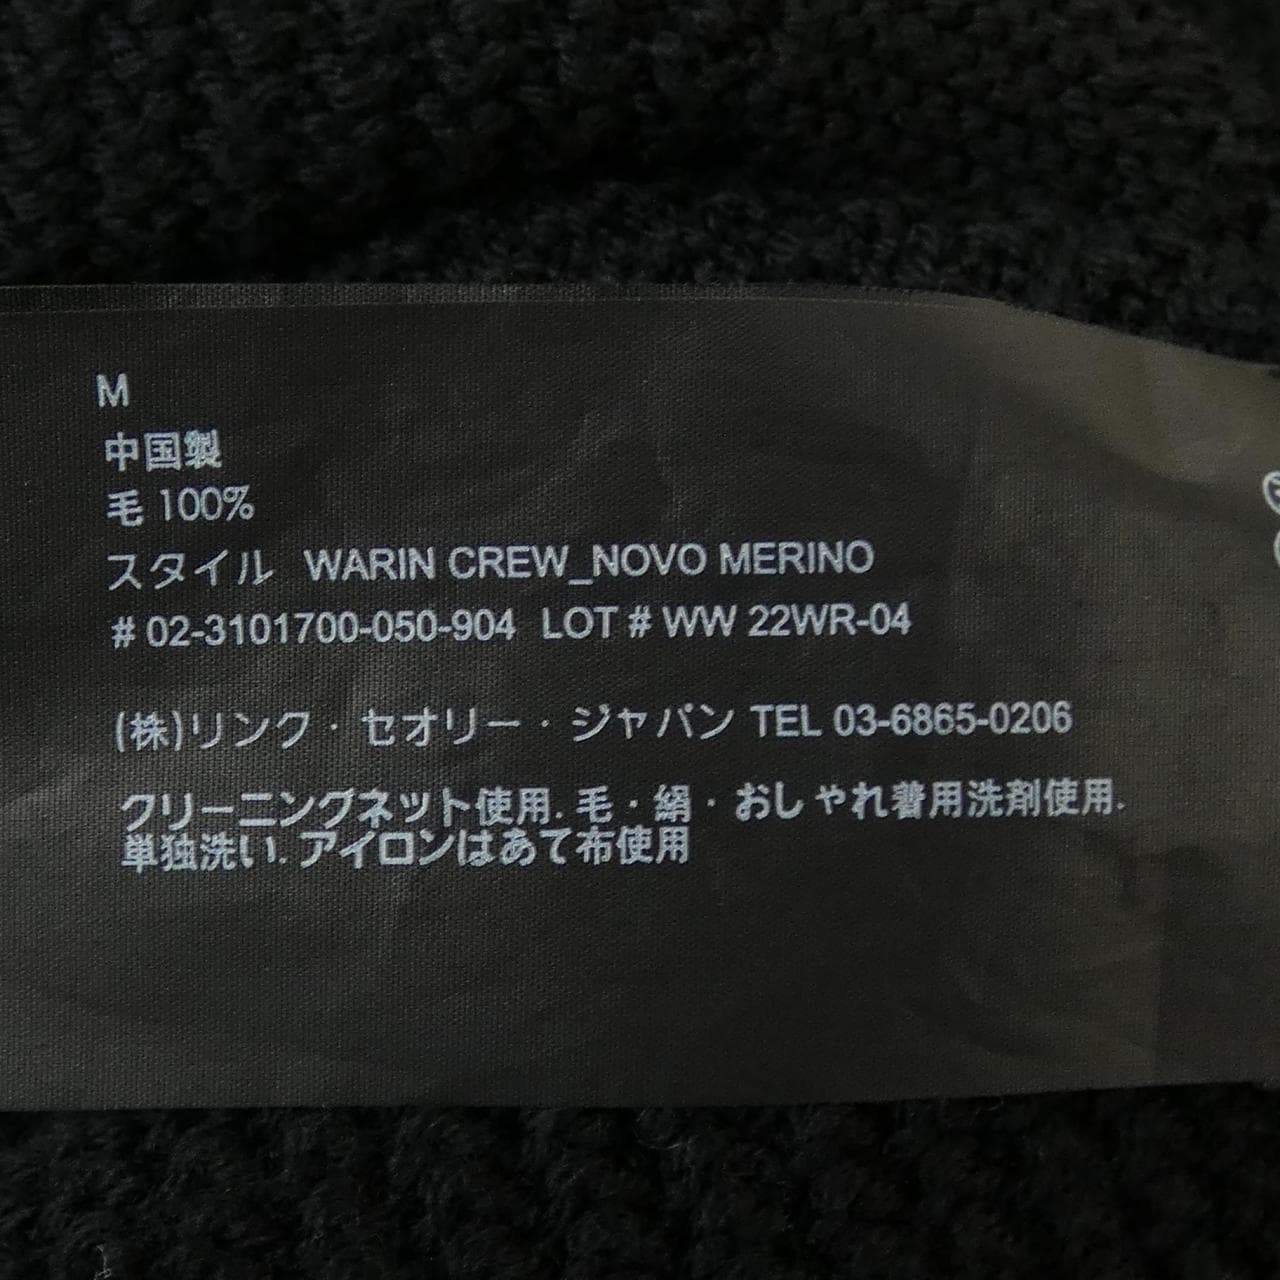 M
中国製
毛 100%
スタイル WARIN CREW_NOVO MERINO
# 02-3101700-050-904 LOT # WW 22WR-04
(株)リンク・セオリー・ジャパン TEL 03-6865-0206
クリーニングネット使用. 毛・絹・おしゃれ着用洗剤使用.
単独洗い. アイロンはあて布使用